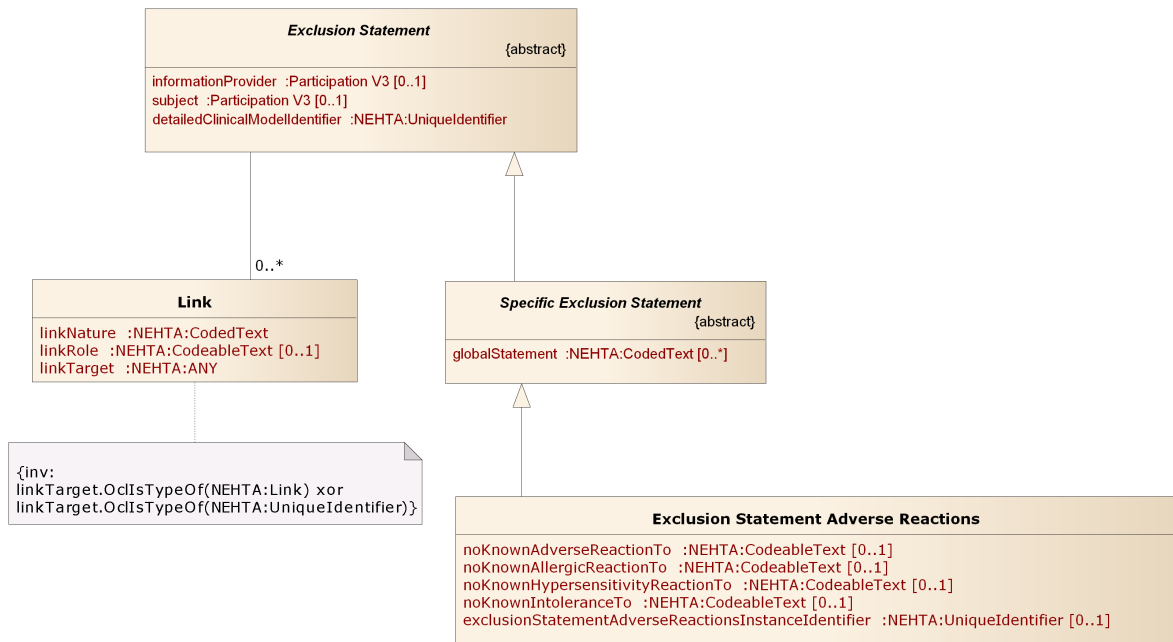 Exclusion Statement
{abstract}
informationProvider :Participation V3 [0..1]
subject :Participation V3 [0..1]
detailedClinicalModelIdentifier :NEHTA:UniqueIdentifier
0..*
Link
linkNature :NEHTA:CodedText
linkRole :NEHTA:CodeableText [0..1]
linkTarget :NEHTA:ANY
Specific Exclusion Statement
{abstract}
globalStatement :NEHTA:CodedText [0..*]
{inv:
linkTarget.OclIsTypeOf(NEHTA:Link) xor
linkTarget.OclIsTypeOf(NEHTA:UniqueIdentifier)}
Exclusion Statement Adverse Reactions
noKnownAdverseReactionTo :NEHTA:CodeableText [0..1]
noKnownAllergicReactionTo :NEHTA:CodeableText [0..1]
noKnownHypersensitivityReactionTo :NEHTA:CodeableText [0..1]
noKnownIntoleranceTo :NEHTA:CodeableText [0..1]
exclusionStatementAdverseReactionsInstanceIdentifier :NEHTA:UniqueIdentifier [0..1]